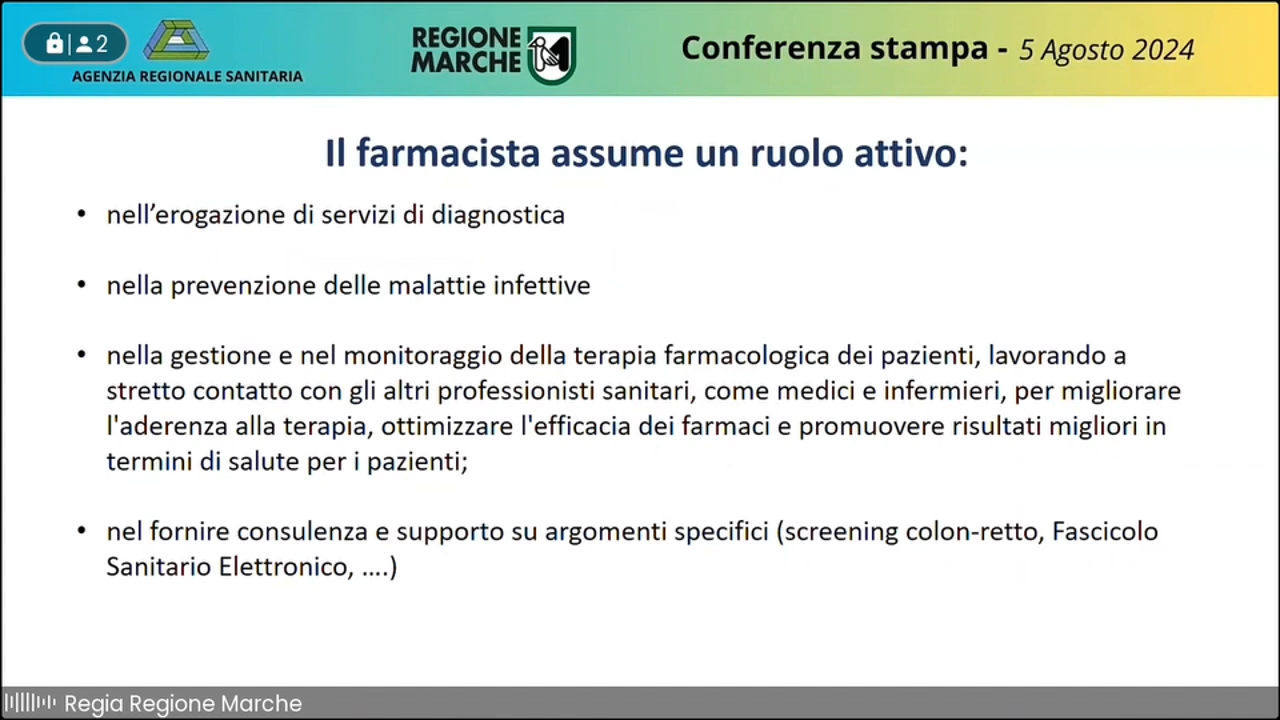 2
AGENZIA REGIONALE SANITARIA
REGIONE
MARCHE
Conferenza stampa - 5 Agosto 2024
Il farmacista assume un ruolo attivo:
• nell’erogazione di servizi di diagnostica
• nella prevenzione delle malattie infettive
• nella gestione e nel monitoraggio della terapia farmacologica dei pazienti, lavorando a
stretto contatto con gli altri professionisti sanitari, come medici e infermieri, per migliorare
l'aderenza alla terapia, ottimizzare l'efficacia dei farmaci e promuovere risultati migliori in
termini di salute per i pazienti;
• nel fornire consulenza e supporto su argomenti specifici (screening colon-retto, Fascicolo
Sanitario Elettronico, ….)
Regia Regione Marche